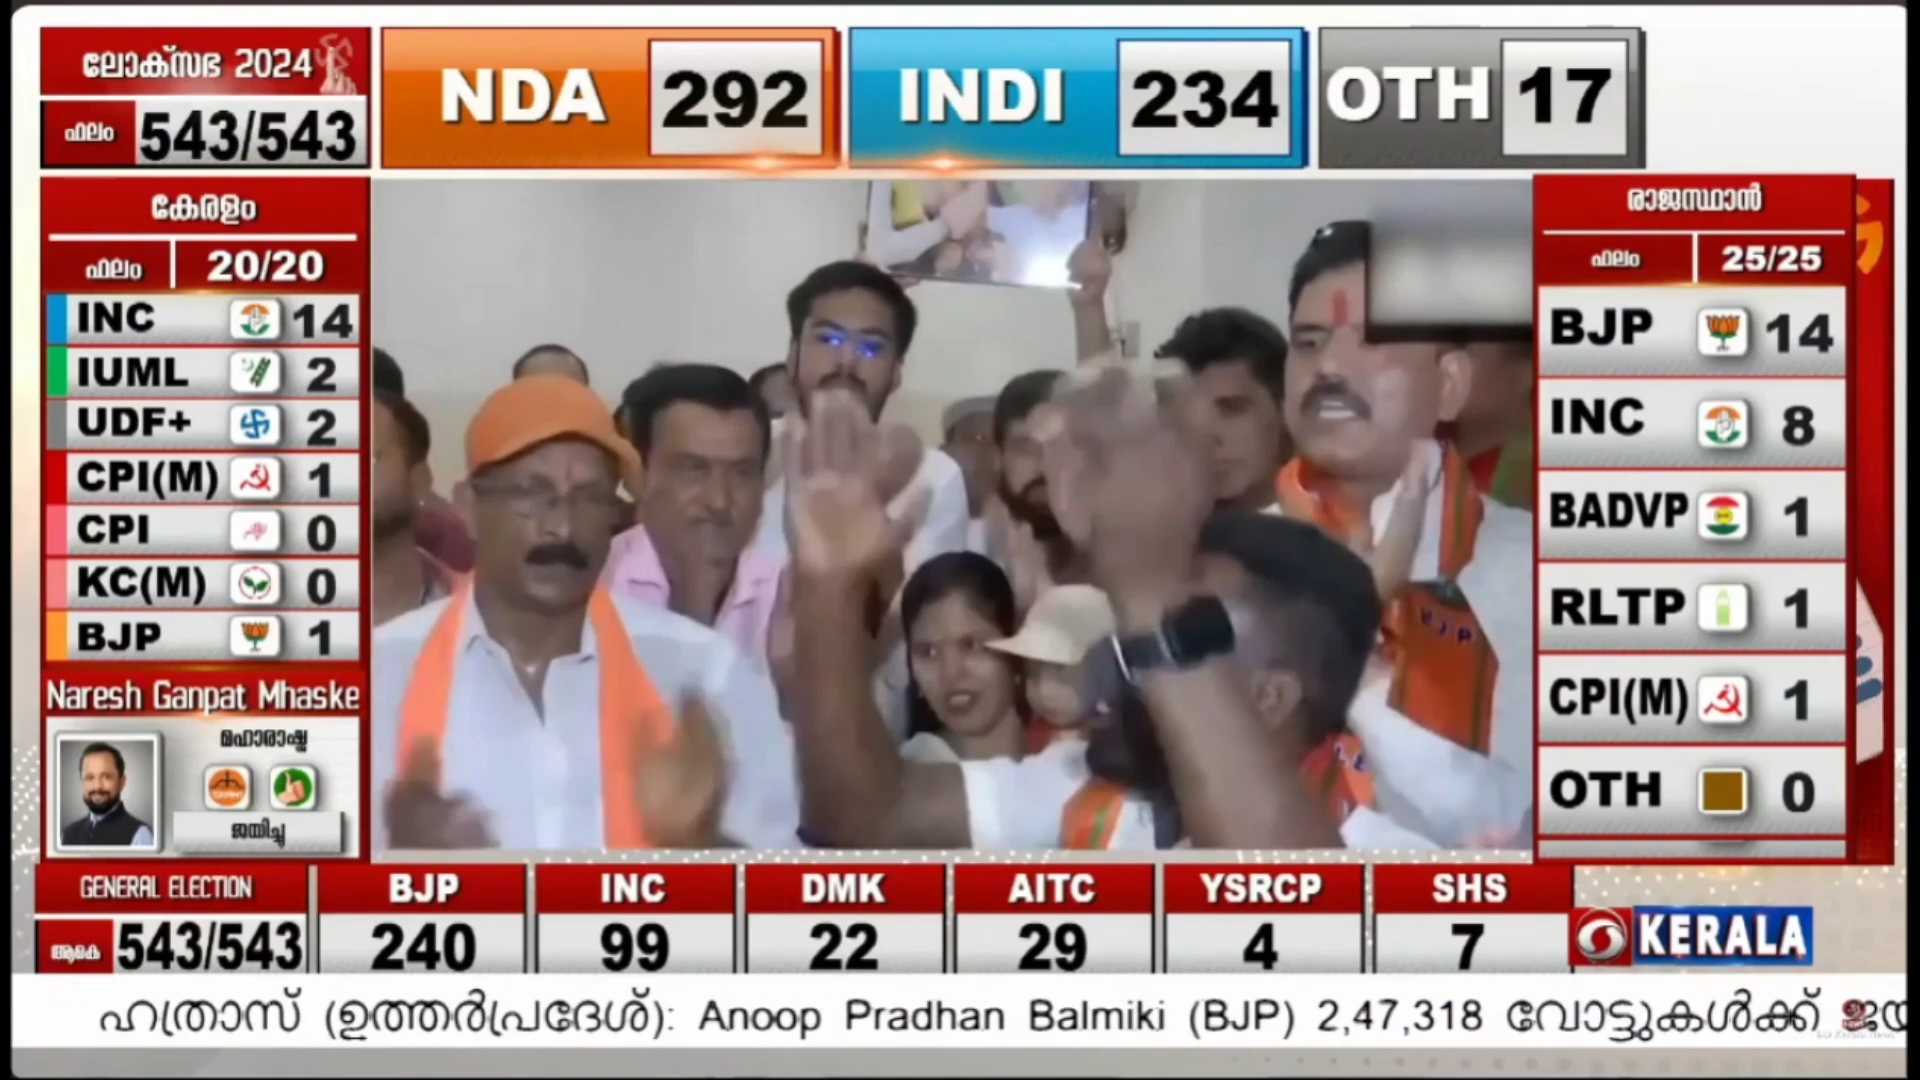 ലോക്സഭ 2024
ഫലം 543/543
NDA 292
INDI 234
OTH 17
കേരളം
ഫലം 20/20
INC 14
IUML 2
UDF+ 2
CPI(M) 1
CPI 0
KC(M) 0
BJP 1
Naresh Ganpat Mhaske
മഹാരാഷ്ട്ര
ജയിച്ചു
BJP
രാജസ്ഥാൻ
ഫലം 25/25
BJP 14
INC 8
BADVP 1
RLTP 1
CPI(M) 1
OTH 0
GENERAL ELECTION
ആകെ 543/543
BJP 240
INC 99
DMK 22
AITC 29
YSRCP 4
SHS 7
KERALA
ഹത്രാസ് (ഉത്തർപ്രദേശ്): Anoop Pradhan Balmiki (BJP) 2,47,318 വോട്ടുകൾക്ക്